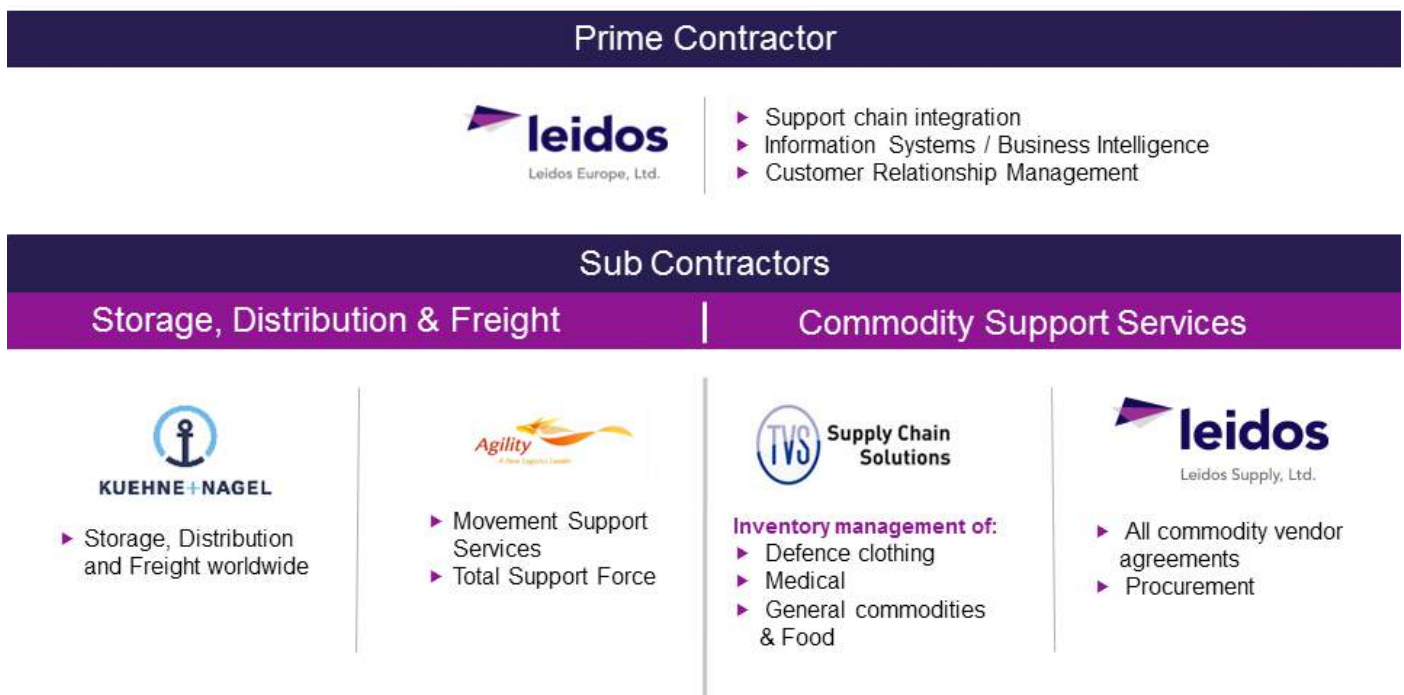 Prime Contractor
leidos
Leidos Europe, Ltd.
Support chain integration
Information Systems / Business Intelligence
Customer Relationship Management
Sub Contractors
Storage, Distribution & Freight
Commodity Support Services
KUEHNE+NAGEL
Storage, Distribution
and Freight worldwide
Agility
A New Logistics Leader
Movement Support
Services
Total Support Force
TVS
Supply Chain
Solutions
Inventory management of:
Defence clothing
Medical
General commodities
& Food
leidos
Leidos Supply, Ltd.
All commodity vendor
agreements
Procurement